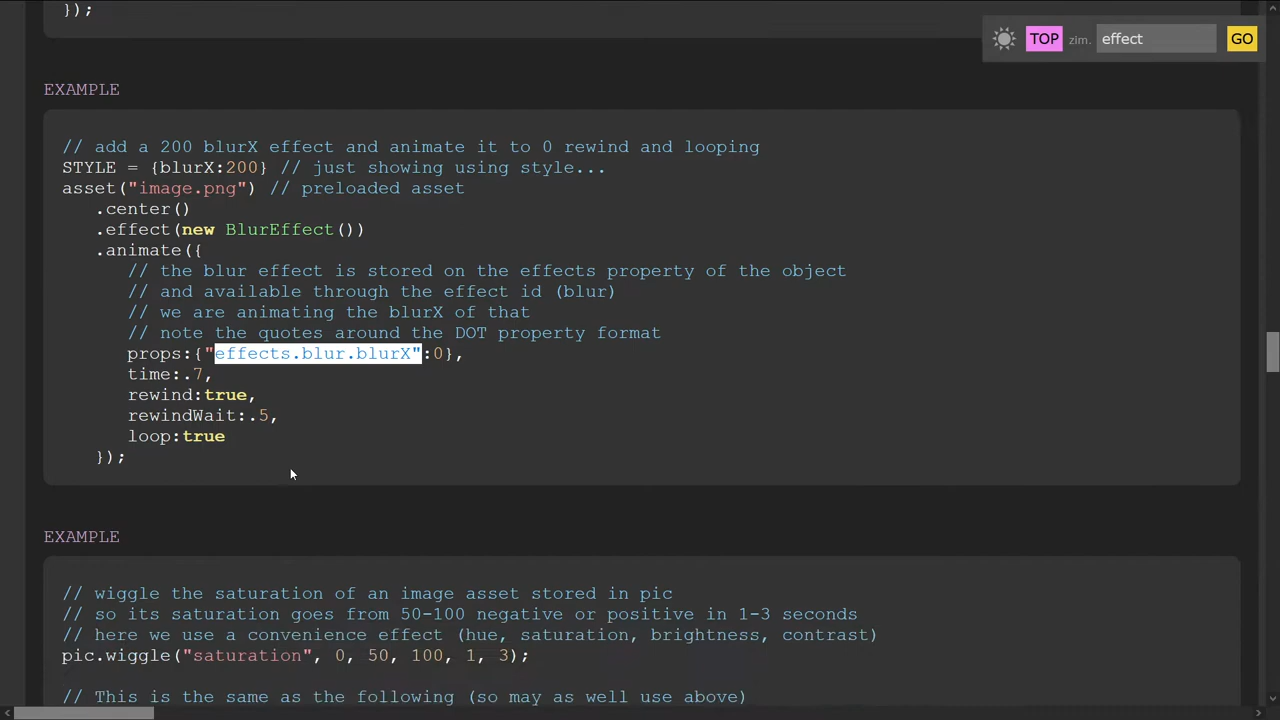 });
TOP zim. effect GO
EXAMPLE
// add a 200 blurX effect and animate it to 0 rewind and looping
STYLE = {blurX:200} // just showing using style...
asset("image.png") // preloaded asset
.center()
.effect(new BlurEffect())
.animate({
// the blur effect is stored on the effects property of the object
// and available through the effect id (blur)
// we are animating the blurX of that
// note the quotes around the DOT property format
props:{"effects.blur.blurX":0},
time:.7,
rewind:true,
rewindWait:.5,
loop:true
});
EXAMPLE
// wiggle the saturation of an image asset stored in pic
// so its saturation goes from 50-100 negative or positive in 1-3 seconds
// here we use a convenience effect (hue, saturation, brightness, contrast)
pic.wiggle("saturation", 0, 50, 100, 1, 3);
// This is the same as the following (so may as well use above)